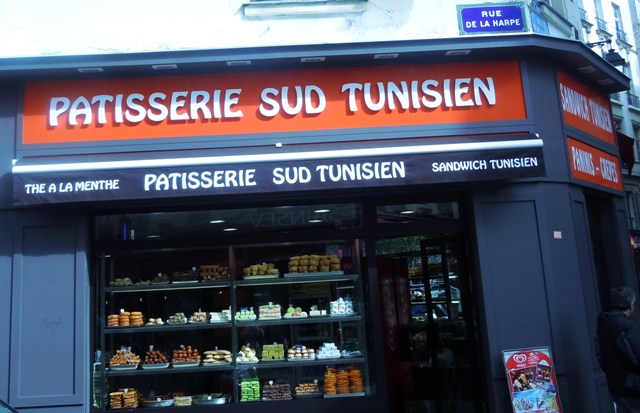 RUE
DE LA HARPE
PATISSERIE SUD TUNISIEN
SANDWICH TUNISIEN
PANINIS - CREPES
THE A LA MENTHE PATISSERIE SUD TUNISIEN SANDWICH TUNISIEN